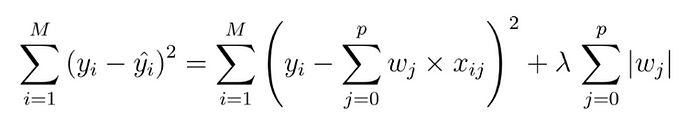 \sum_{i=1}^{M} (y_i - \hat{y_i})^2 = \sum_{i=1}^{M} \left( y_i - \sum_{j=0}^{p} w_j \times x_{ij} \right)^2 + \lambda \sum_{j=0}^{p} |w_j|